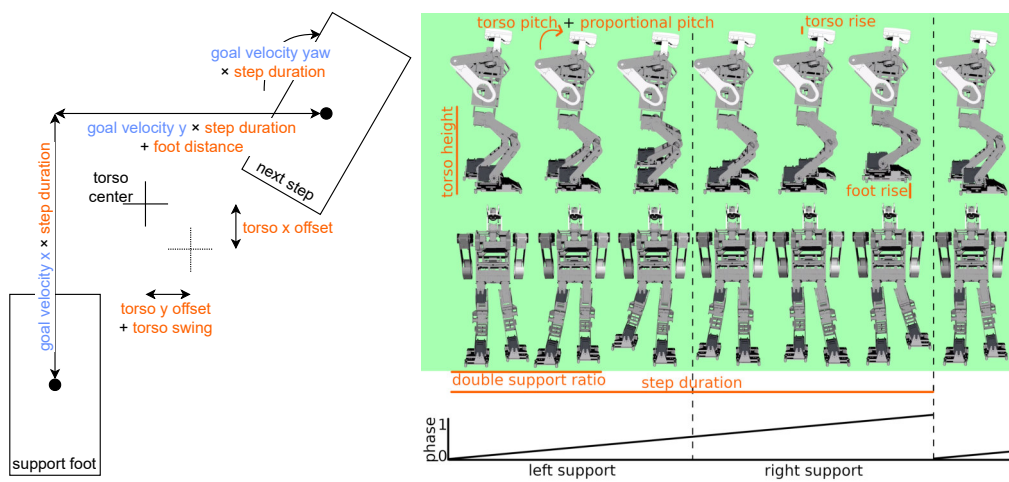 goal velocity yaw
× step duration
goal velocity y × step duration
+ foot distance
next step
torso
center
goal velocity x × step duration
torso x offset
torso y offset
+ torso swing
support foot
torso pitch + proportional pitch
torso rise
torso height
foot rise
double support ratio
step duration
phase
1
0
.0
left support
right support